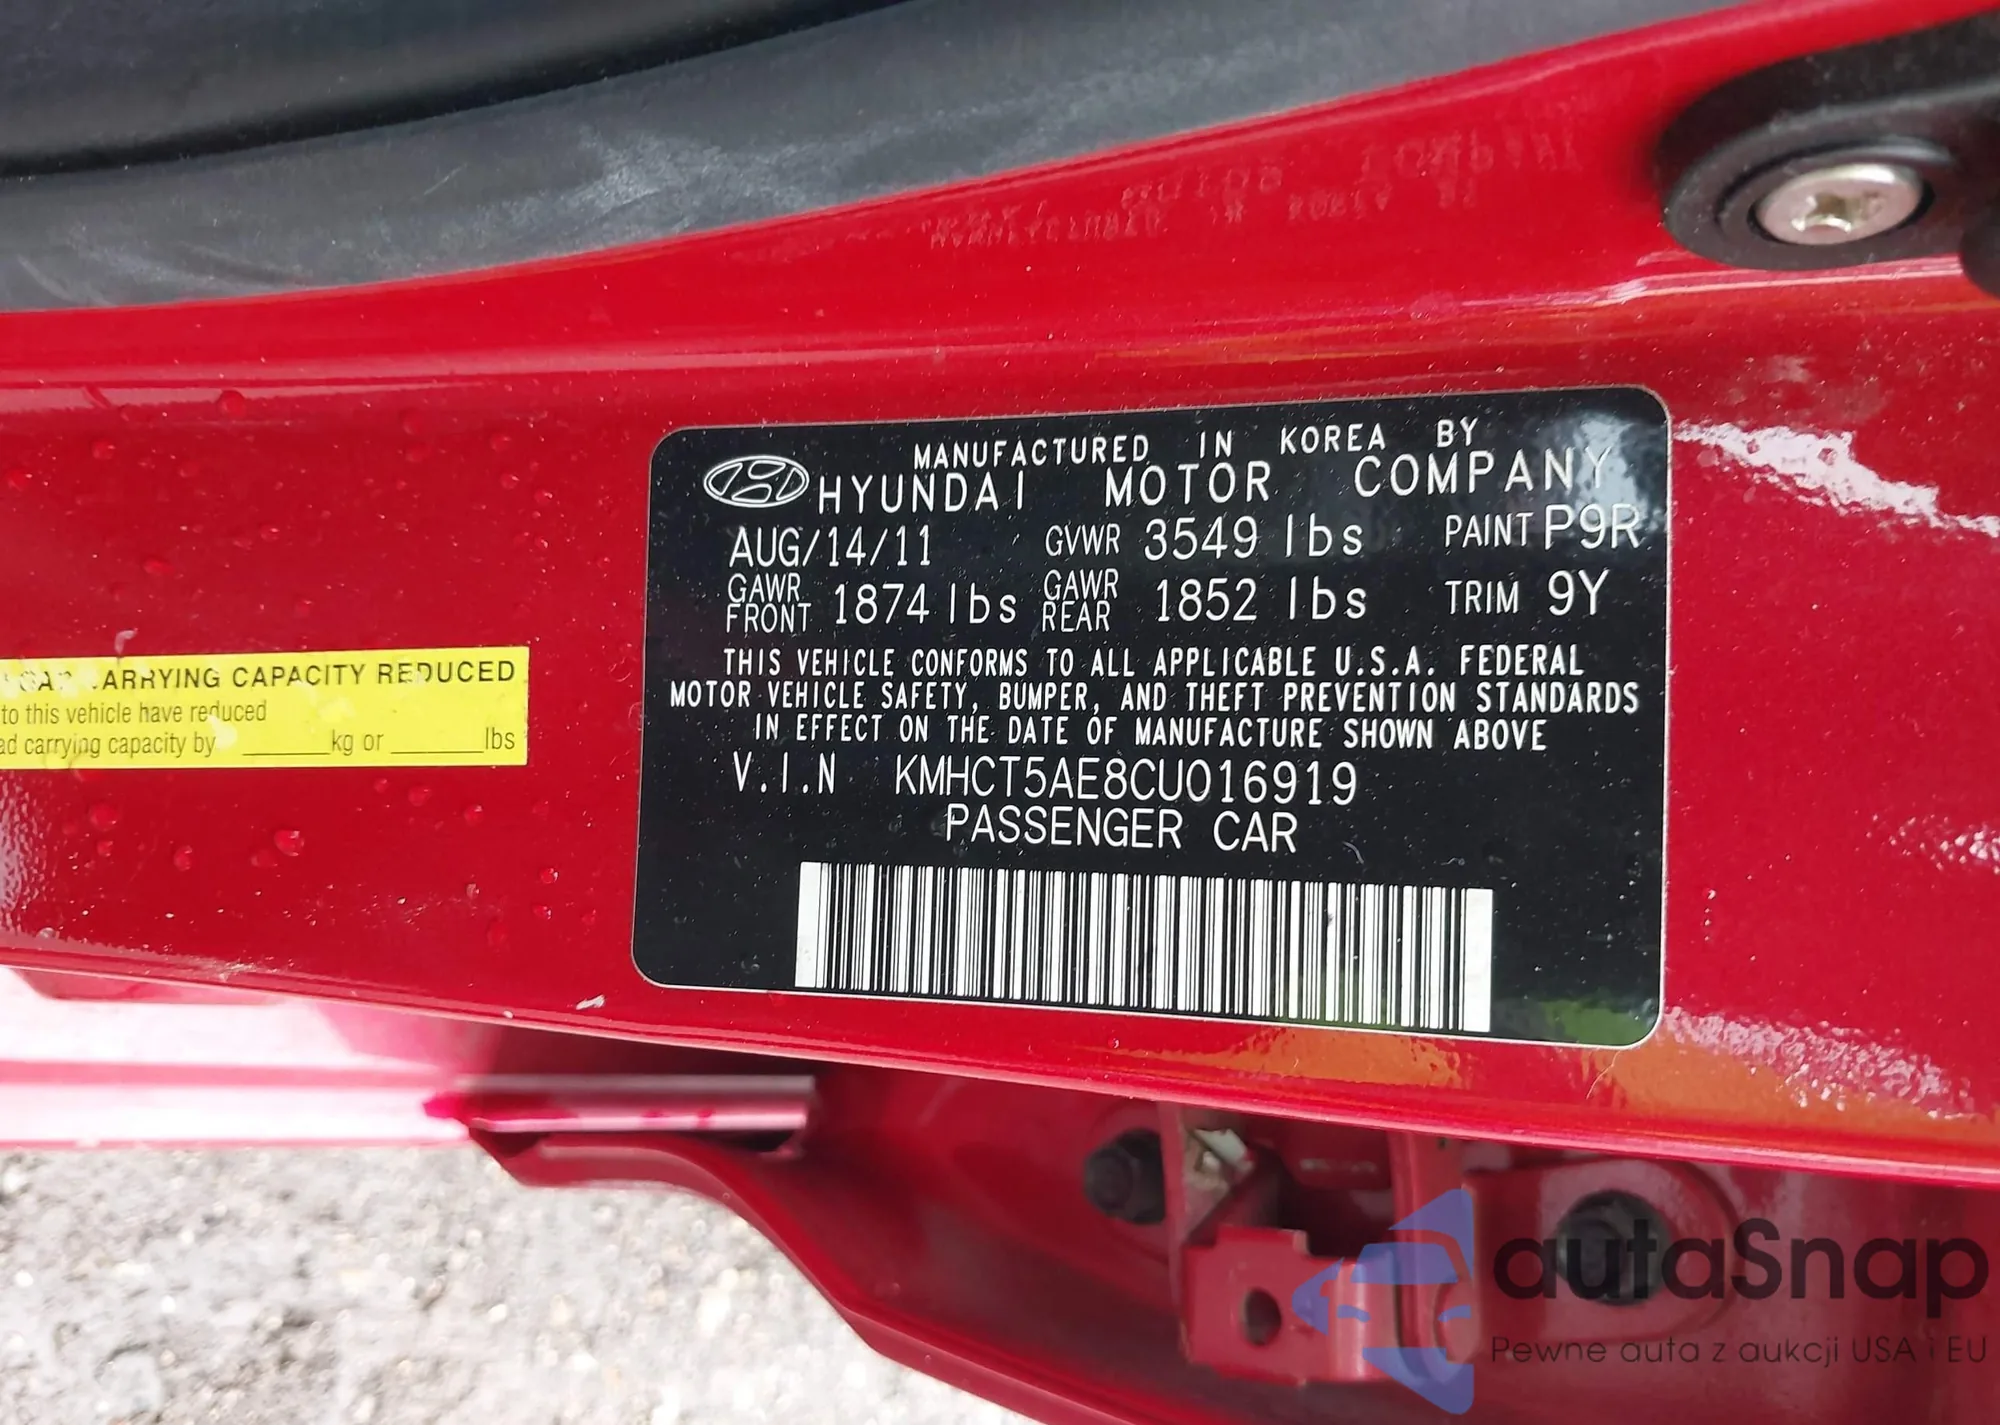 MANUFACTURED IN KOREA BY
HYUNDAI MOTOR COMPANY
AUG/14/11 GVWR 3549 lbs PAINT P9R
GAWR FRONT 1874 lbs GAWR REAR 1852 lbs TRIM 9Y
THIS VEHICLE CONFORMS TO ALL APPLICABLE U.S.A. FEDERAL
MOTOR VEHICLE SAFETY, BUMPER, AND THEFT PREVENTION STANDARDS
IN EFFECT ON THE DATE OF MANUFACTURE SHOWN ABOVE
V.I.N KMHCT5AE8CU016919
PASSENGER CAR
CARRYING CAPACITY REDUCED
to this vehicle have reduced
carrying capacity by ______kg or ______lbs
autaSnap
Pewne auta z aukcji USA i EU